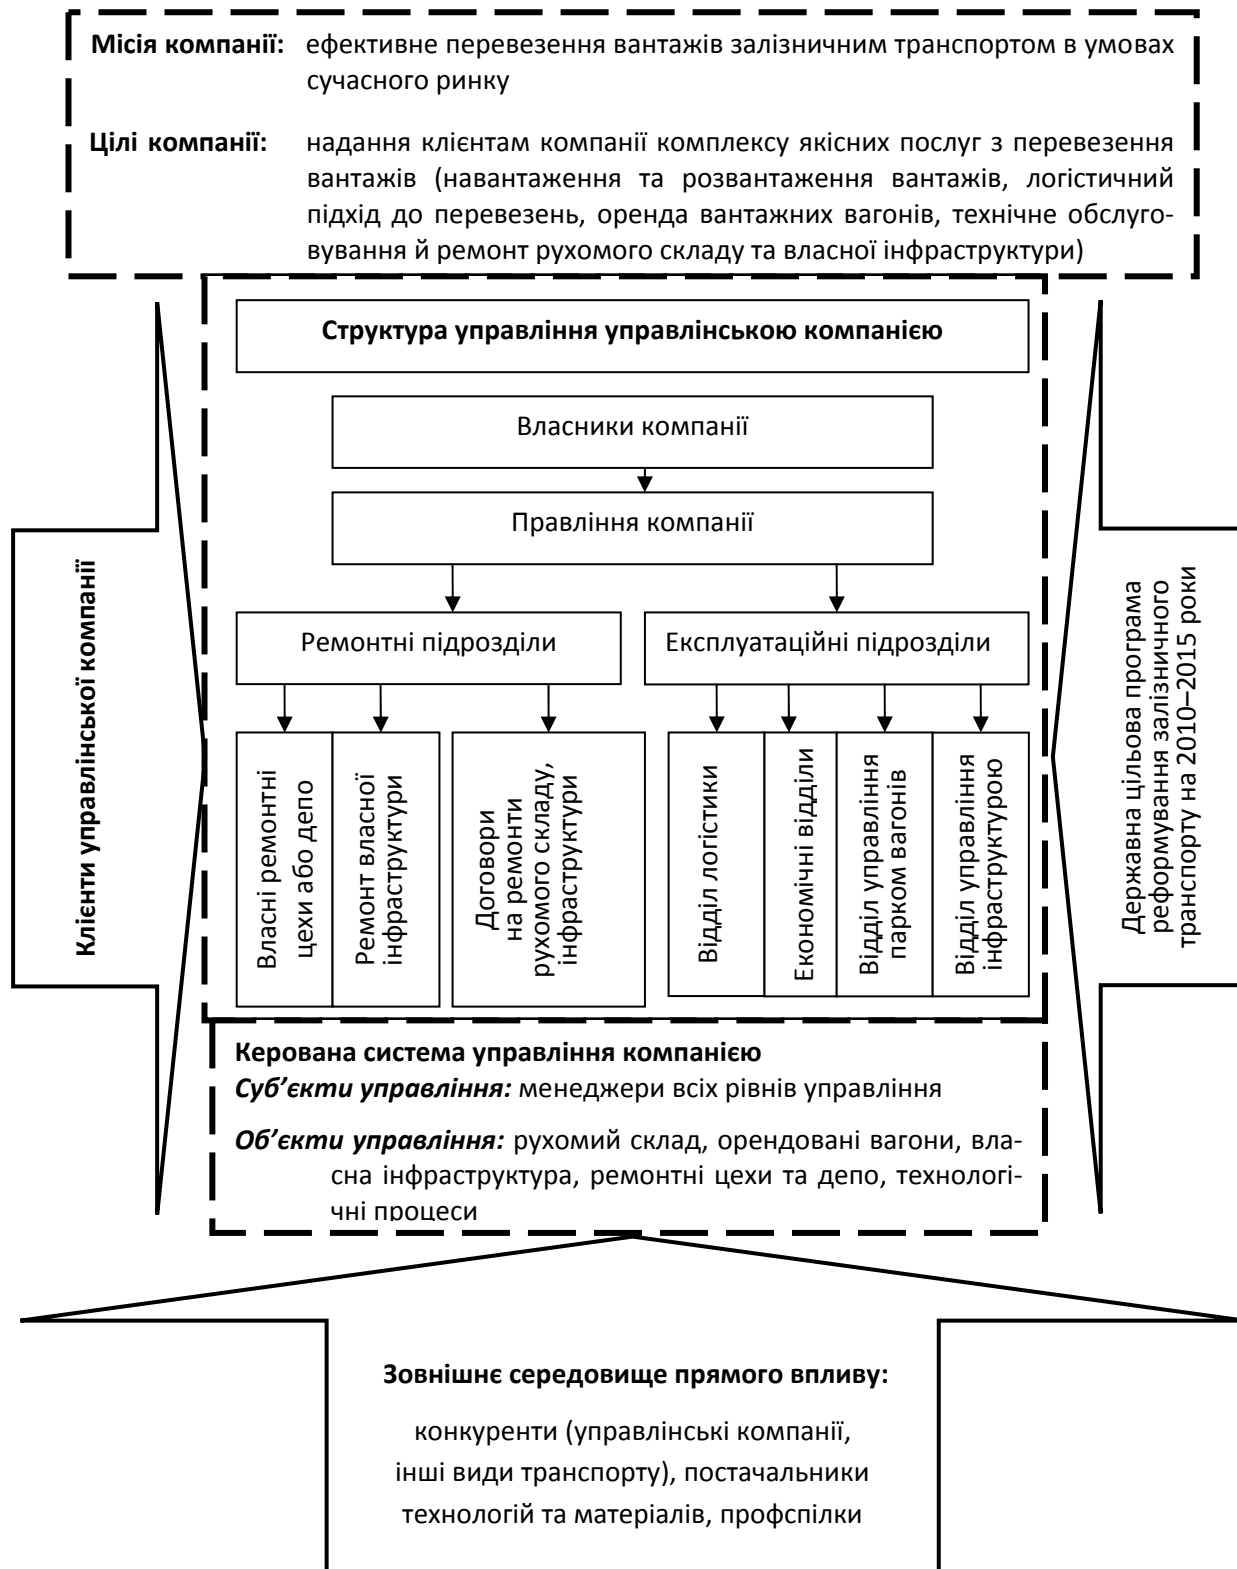 Місія компанії: ефективне перевезення вантажів залізничним транспортом в умовах
сучасного ринку
Цілі компанії: надання клієнтам компанії комплексу якісних послуг з перевезення
вантажів (навантаження та розвантаження вантажів, логістичний
підхід до перевезень, оренда вантажних вагонів, технічне обслуго-
вування й ремонт рухомого складу та власної інфраструктури)
Структура управління управлінською компанією
Власники компанії
Правління компанії
Ремонтні підрозділи
Експлуатаційні підрозділи
Власні ремонтні
цехи або депо
Ремонт власної
інфраструктури
Договори
на ремонти
рухомого складу,
інфраструктури
Відділ логістики
Економічні відділи
Відділ управління
парком вагонів
Відділ управління
інфраструктурою
Клієнти управлінської компанії
Державна цільова програма
реформування залізничного
транспорту на 2010–2015 роки
Керована система управління компанією
Суб’єкти управління: менеджери всіх рівнів управління
Об’єкти управління: рухомий склад, орендовані вагони, вла-
сна інфраструктура, ремонтні цехи та депо, технологі-
чні процеси
Зовнішнє середовище прямого впливу:
конкуренти (управлінські компанії,
інші види транспорту), постачальники
технологій та матеріалів, профспілки